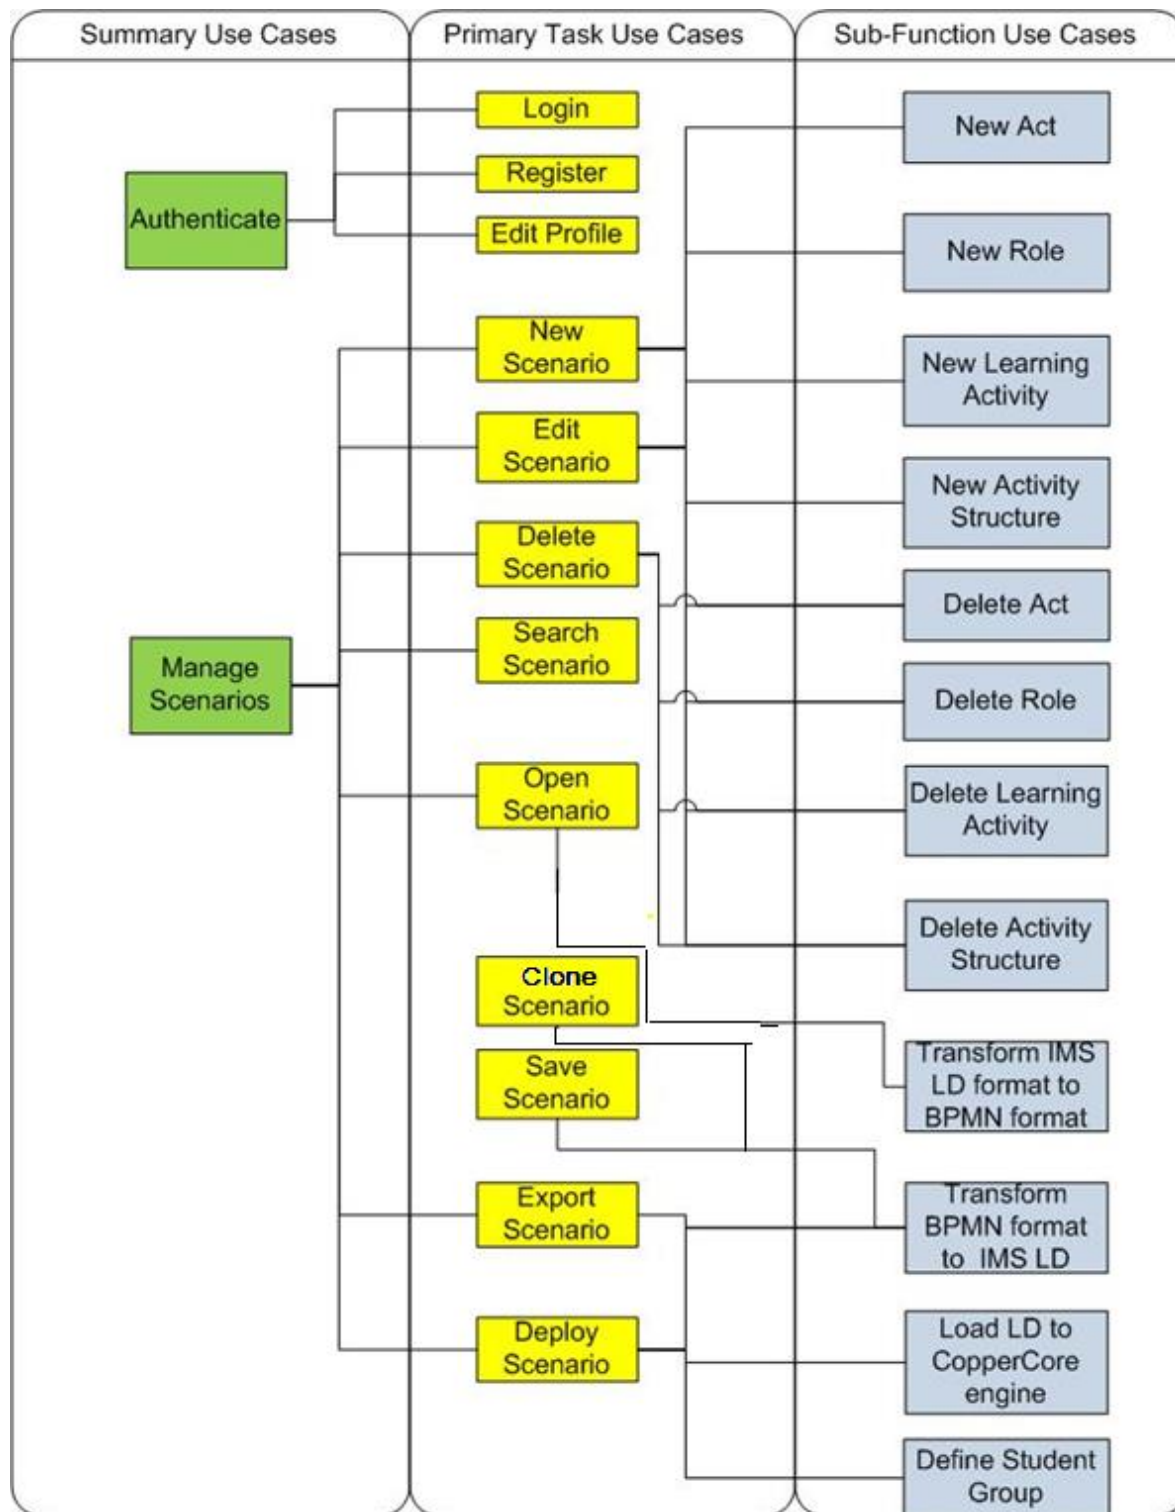 Summary Use Cases
Primary Task Use Cases
Sub-Function Use Cases
Authenticate
Manage
Scenarios
Login
Register
Edit Profile
New
Scenario
Edit
Scenario
Delete
Scenario
Search
Scenario
Open
Scenario
Clone
Scenario
Save
Scenario
Export
Scenario
Deploy
Scenario
New Act
New Role
New Learning
Activity
New Activity
Structure
Delete Act
Delete Role
Delete Learning
Activity
Delete Activity
Structure
Transform IMS
LD format to
BPMN format
Transform
BPMN format
to IMS LD
Load LD to
CopperCore
engine
Define Student
Group